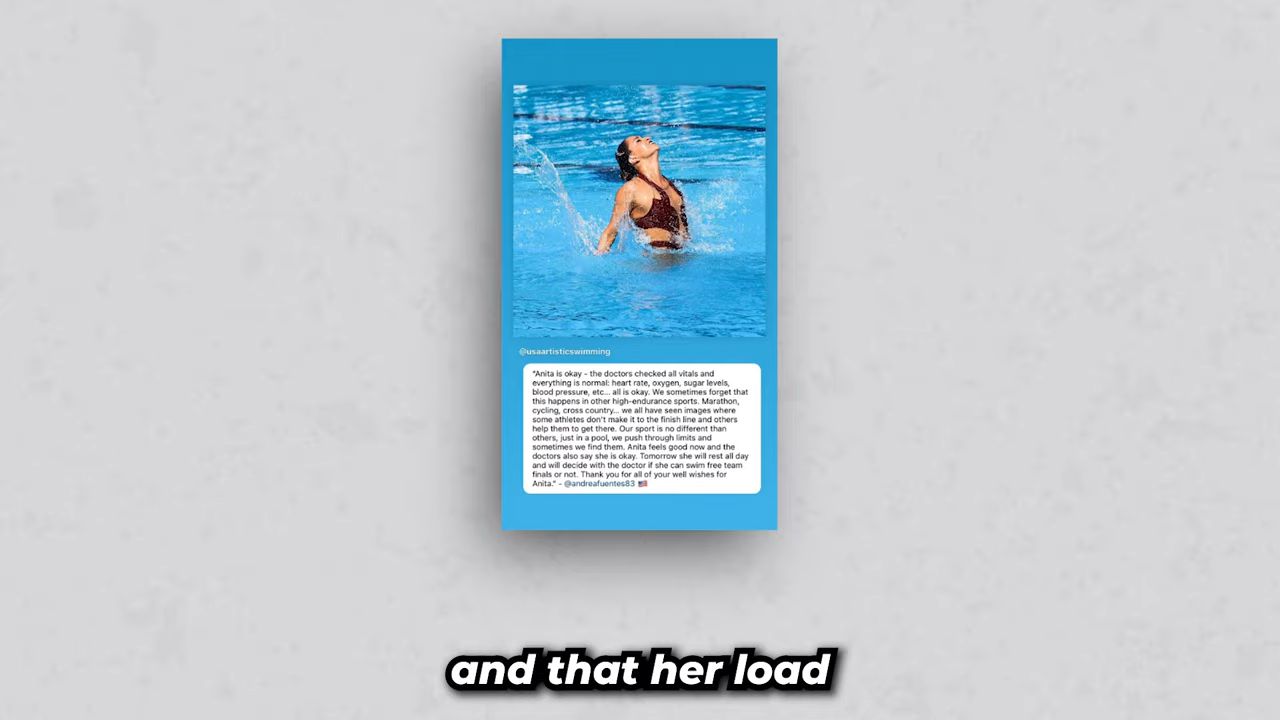 @usaartisticswimming
"Anita is okay - the doctors checked all vitals and
everything is normal: heart rate, oxygen, sugar levels,
blood pressure, etc... all is okay. We sometimes forget that
this happens in other high-endurance sports. Marathon,
cycling, cross country... we all have seen images where
some athletes don't make it to the finish line and others
help them to get there. Our sport is no different than
others, just in a pool, we push through limits and
sometimes we find them. Anita feels good now and the
doctors also say she is okay. Tomorrow she will rest all day
and will decide with the doctor if she can swim free team
finals or not. Thank you for all of your well wishes for
Anita." - @andreafuentes83 🇺🇸
and that her load